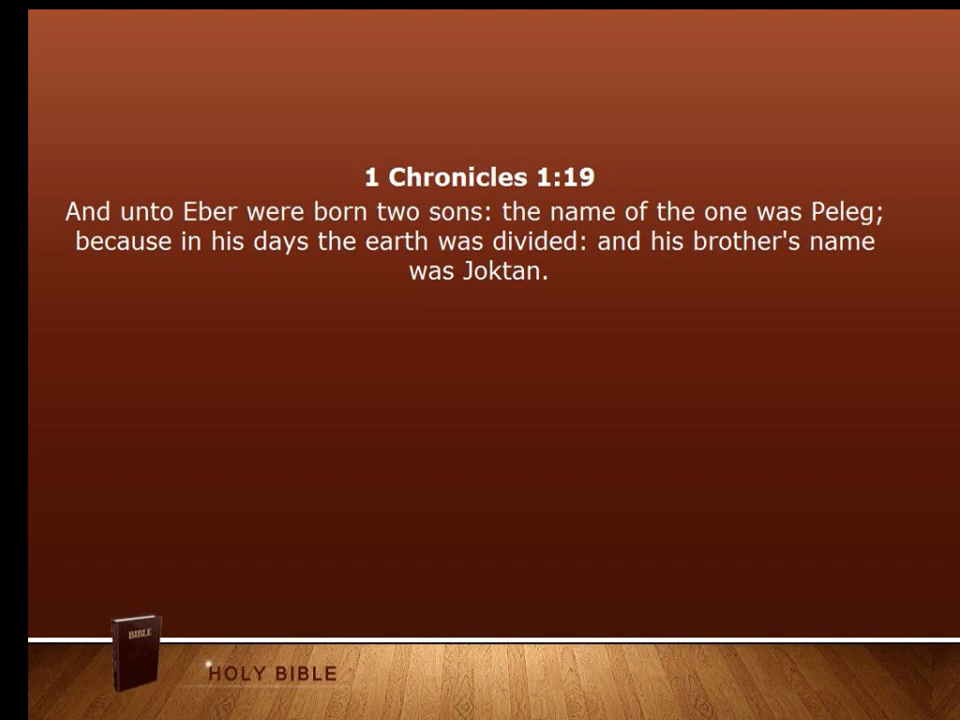 1 Chronicles 1:19
And unto Eber were born two sons: the name of the one was Peleg;
because in his days the earth was divided: and his brother's name
was Joktan.
BIBLE
HOLY BIBLE